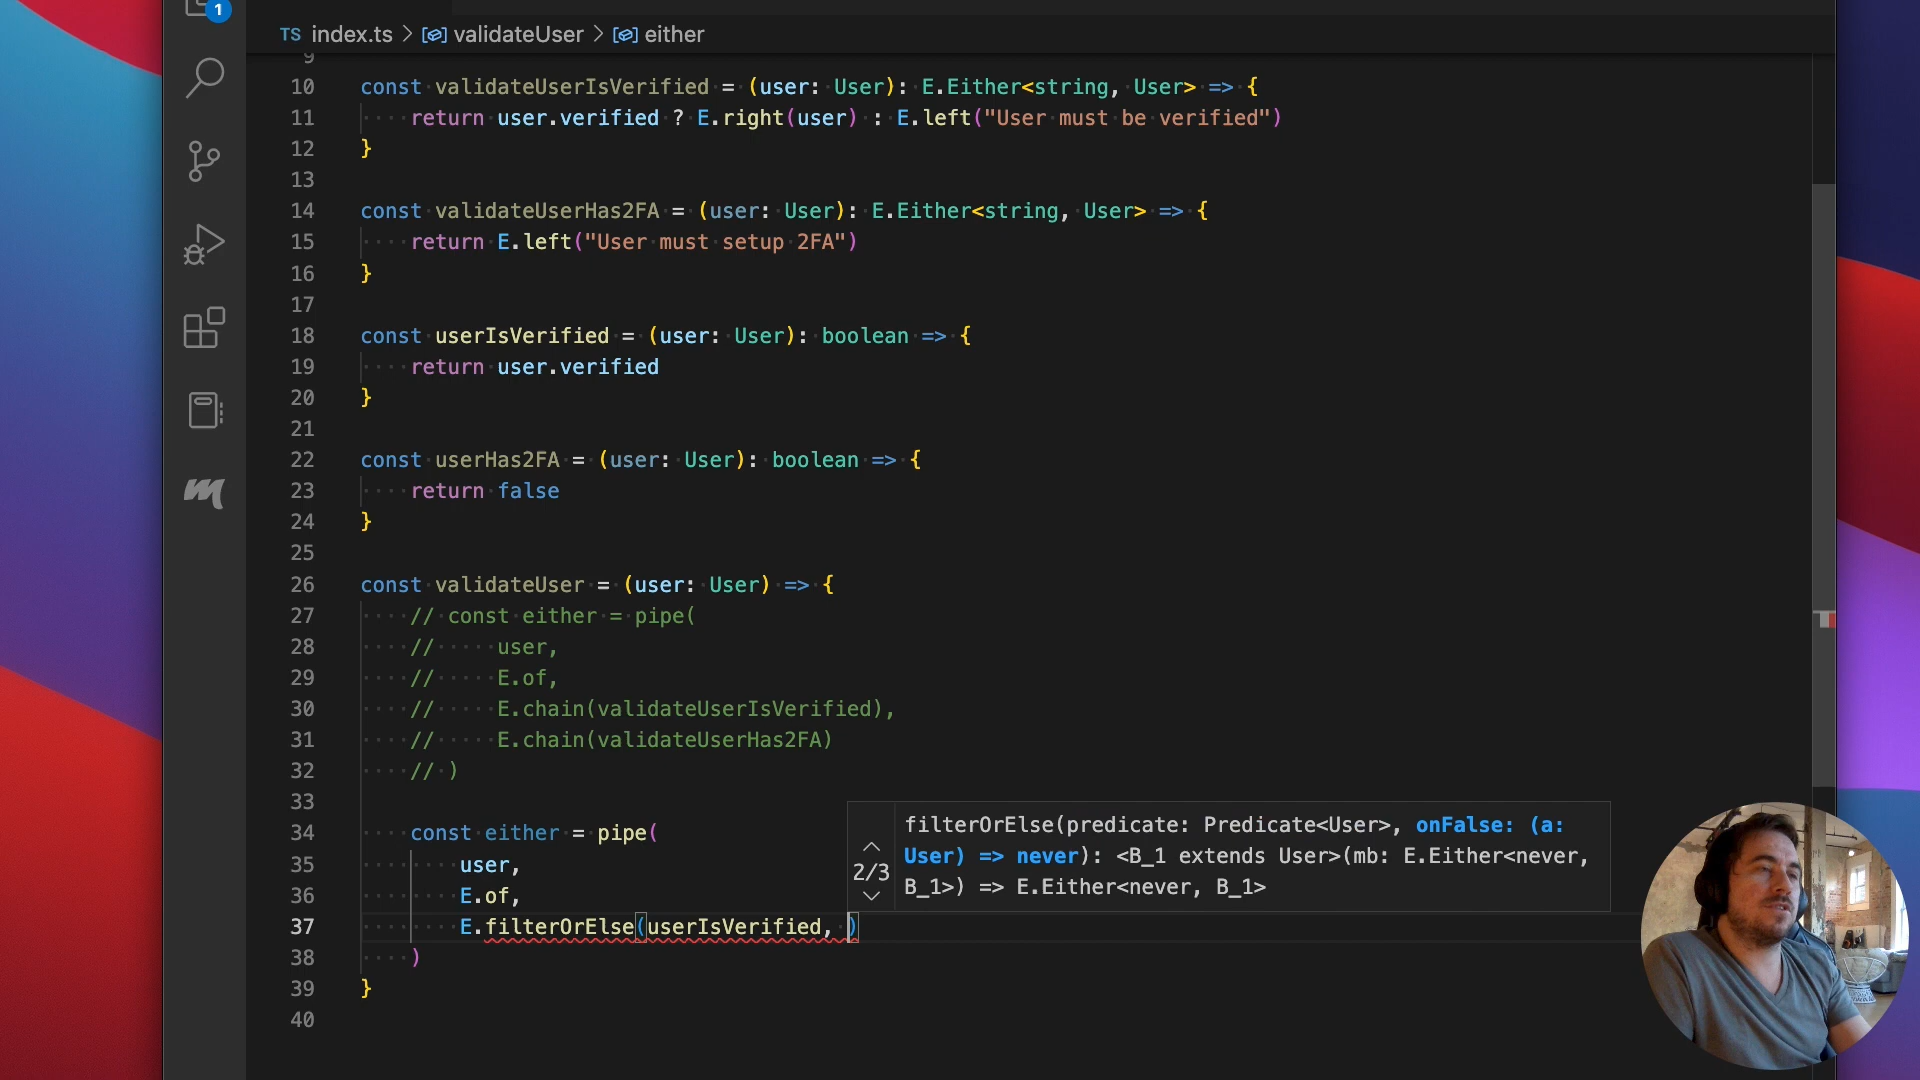 1
TS index.ts > validateUser > either
9
10 const validateUserIsVerified = (user: User): E.Either<string, User> => {
11 return user.verified ? E.right(user) : E.left("User must be verified")
12 }
13
14 const validateUserHas2FA = (user: User): E.Either<string, User> => {
15 return E.left("User must setup 2FA")
16 }
17
18 const userIsVerified = (user: User): boolean => {
19 return user.verified
20 }
21
22 const userHas2FA = (user: User): boolean => {
23 return false
24 }
25
26 const validateUser = (user: User) => {
27 // const either = pipe(
28 // user,
29 // E.of,
30 // E.chain(validateUserIsVerified),
31 // E.chain(validateUserHas2FA)
32 // )
33
34 const either = pipe(
35 user,
36 E.of,
37 E.filterOrElse(userIsVerified, )
38 )
39 }
40
2/3
filterOrElse(predicate: Predicate<User>, onFalse: (a:
User) => never): <B_1 extends User>(mb: E.Either<never,
B_1>) => E.Either<never, B_1>